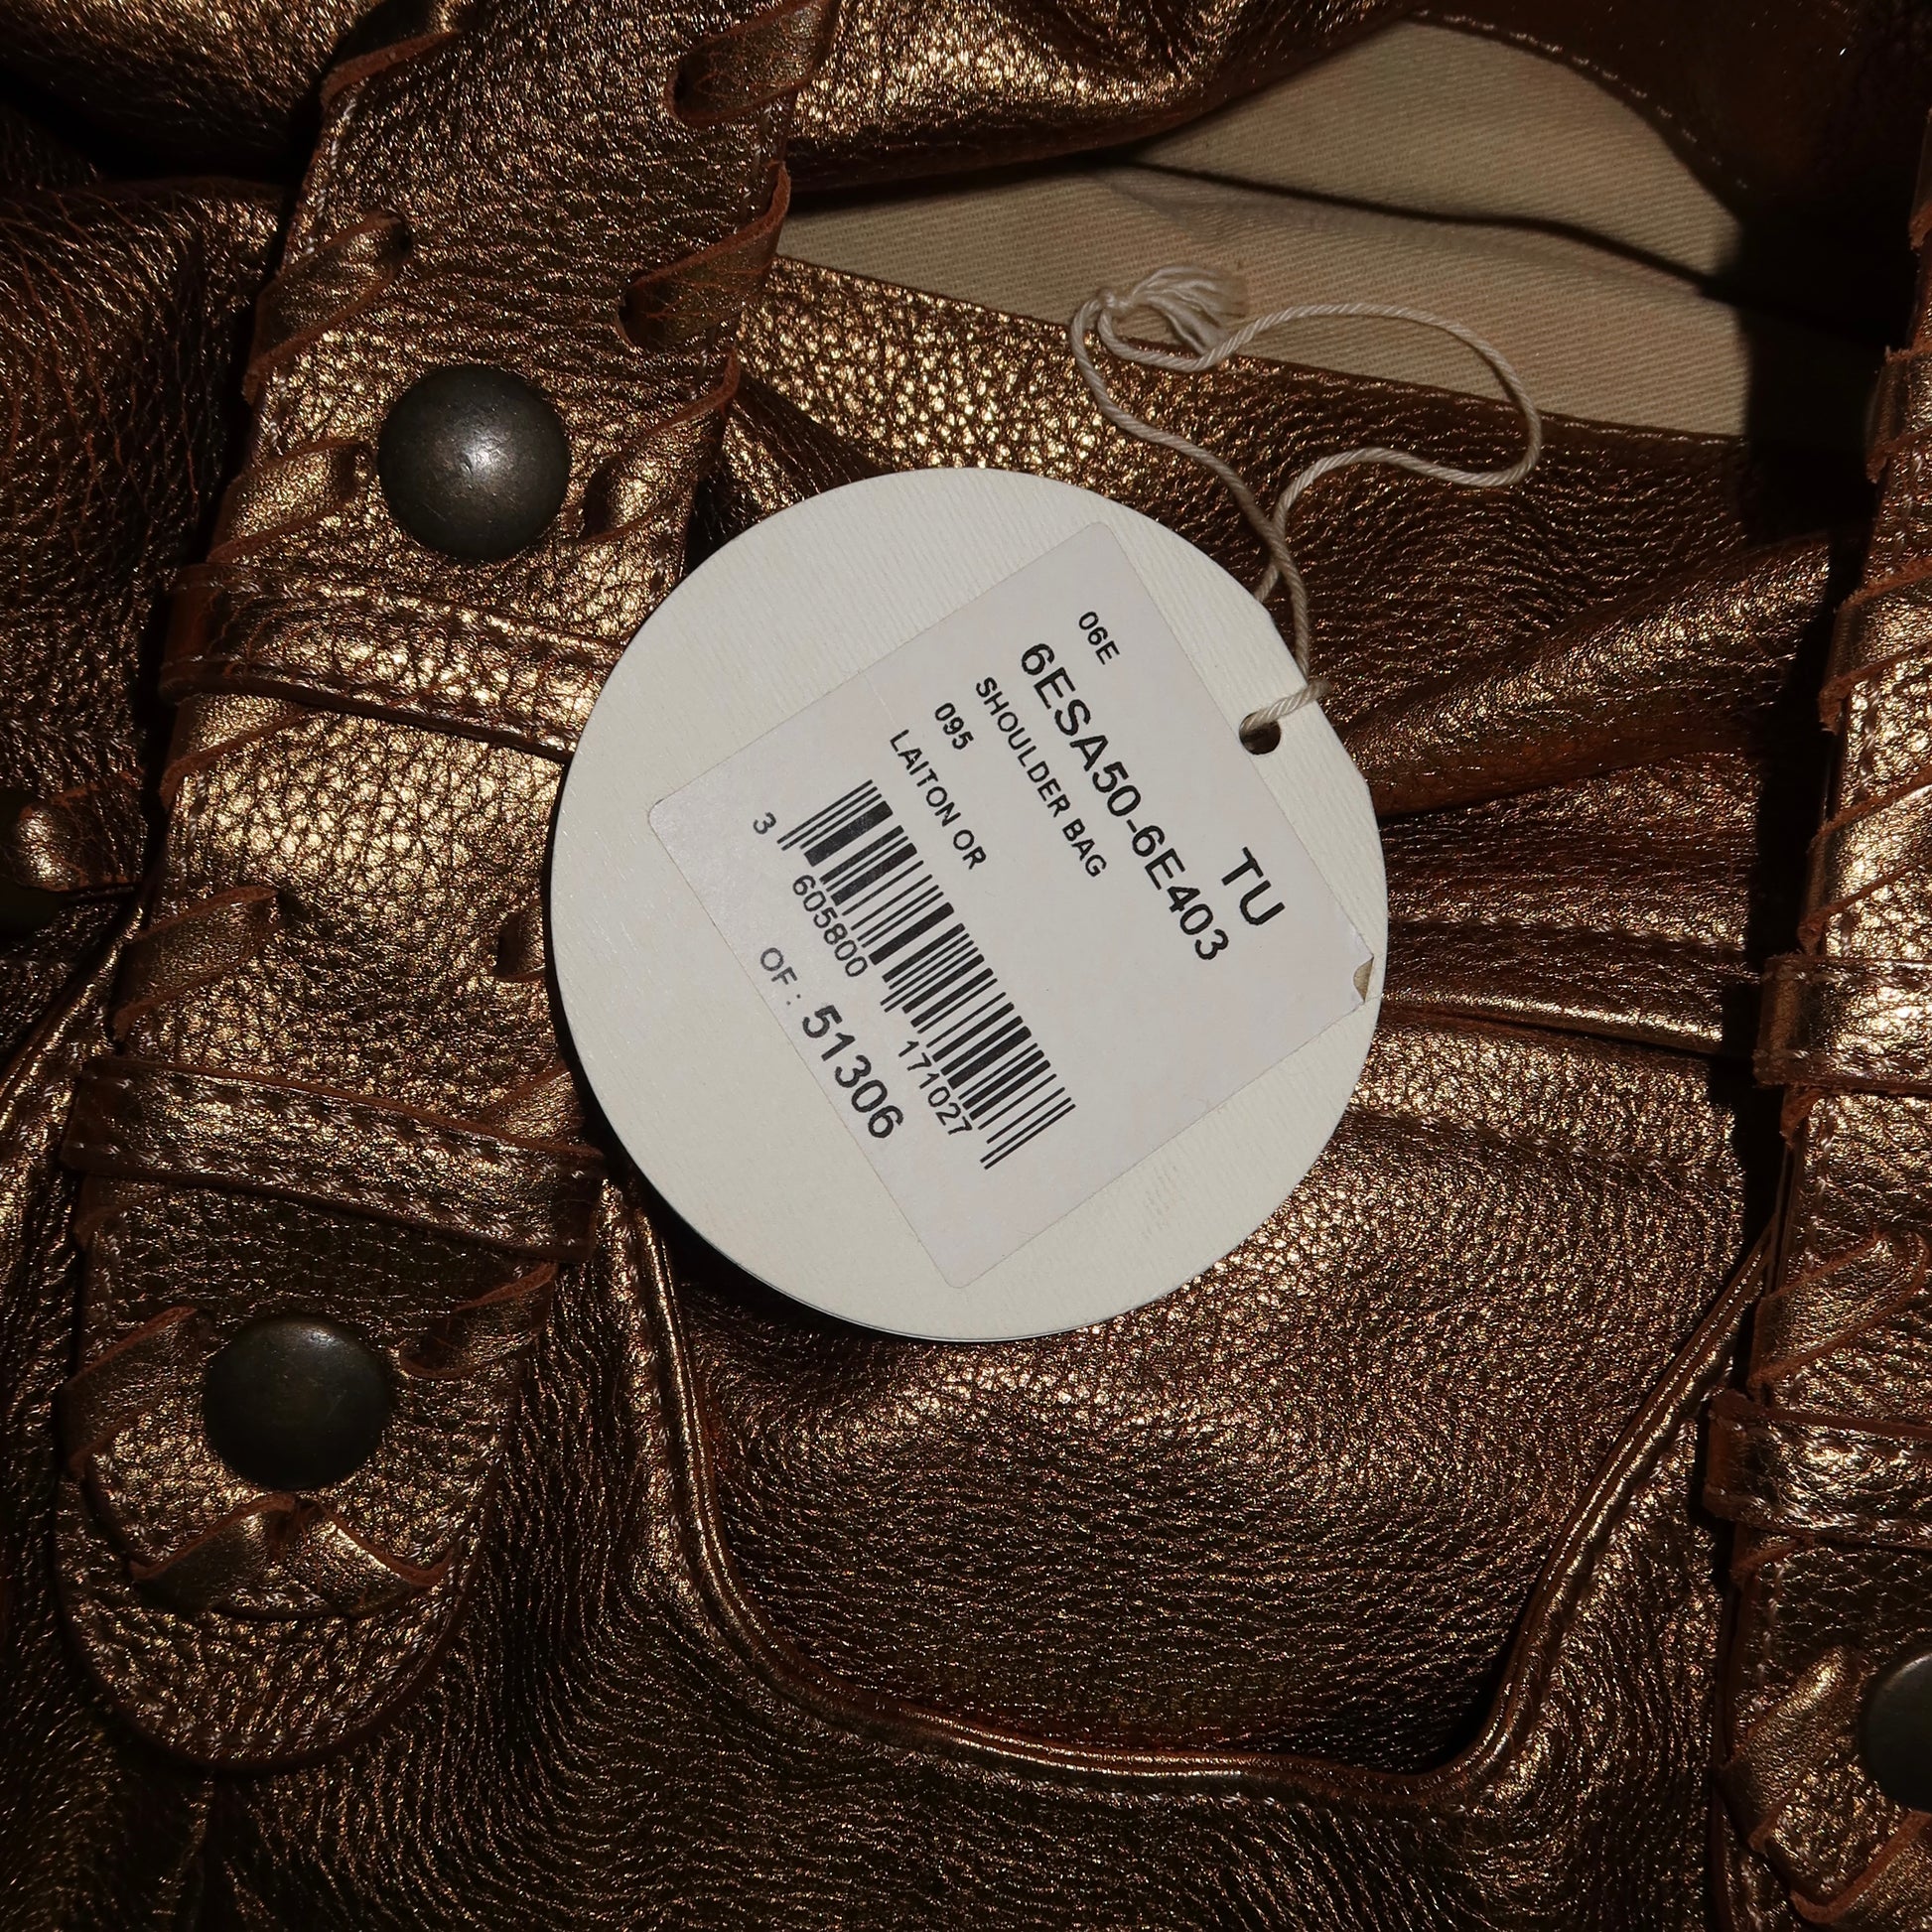 TU
06E
6ESA50-6E403
SHOULDER BAG
095
LAITON OR
3 605800 171027
OF: 51306